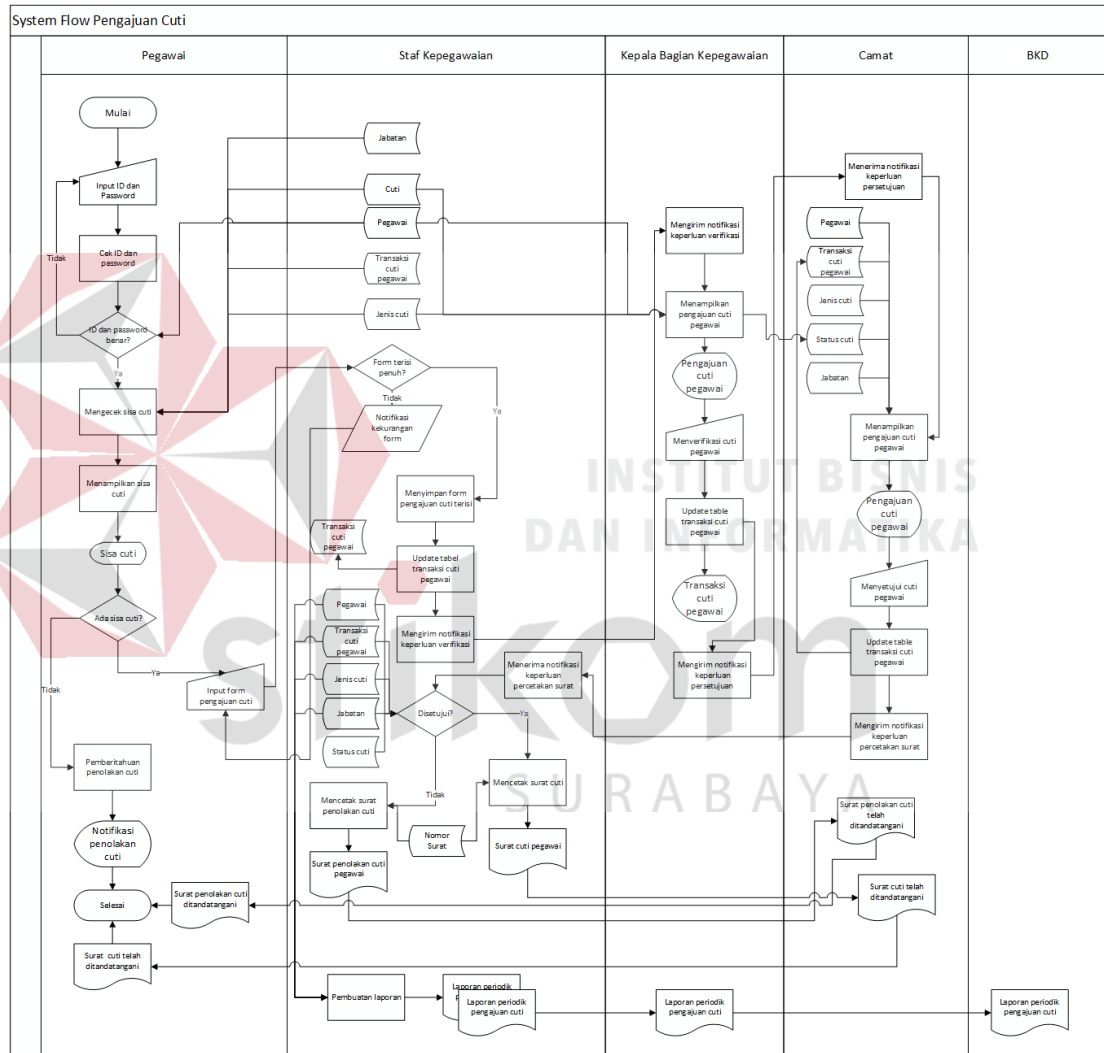 System Flow Pengajuan Cuti
Pegawai
Staf Kepegawaian
Kepala Bagian Kepegawaian
Camat
BKD
Mulai
Input ID dan
Password
Cek ID dan
password
Tidak
ID dan password
benar?
Ya
Mengecek sisa cuti
Menampilkan sisa
cuti
Sisa cuti
Ada sisa cuti?
Ya
Tidak
Input form
pengajuan cuti
Pemberitahuan
penolakan cuti
Notifikasi
penolakan
cuti
Selesai
Surat penolakan cuti
ditandatangani
Surat cuti telah
ditandatangani
Jabatan
Cuti
Pegawai
Transaksi
cuti
pegawai
Jenis cuti
Form terisi
penuh?
Tidak
Ya
Notifikasi
kekurangan
form
Menyimpan form
pengajuan cuti terisi
Transaksi
cuti
pegawai
Update tabel
transaksi cuti
pegawai
Pegawai
Transaksi
cuti
pegawai
Jenis cuti
Jabatan
Status cuti
Mengirim notifikasi
keperluan verifikasi
Menerima notifikasi
keperluan
percetakan surat
Disetujui?
Ya
Tidak
Mencetak surat
penolakan cuti
Mencetak surat cuti
Nomor
Surat
Surat penolakan cuti
pegawai
Surat cuti pegawai
Pembuatan laporan
Laporan periodik
Laporan periodik
pengajuan cuti
Mengirim notifikasi
keperluan verifikasi
Menampilkan
pengajuan cuti
pegawai
Pengajuan
cuti
pegawai
Menverifikasi cuti
pegawai
Update table
transaksi cuti
pegawai
Transaksi
cuti
pegawai
Mengirim notifikasi
keperluan
persetujuan
Laporan periodik
pengajuan cuti
Menerima notifikasi
keperluan
persetujuan
Pegawai
Transaksi
cuti
pegawai
Jenis cuti
Status cuti
Jabatan
Menampilkan
pengajuan cuti
pegawai
Pengajuan
cuti
pegawai
Menyetujui cuti
pegawai
Update table
transaksi cuti
pegawai
Mengirim notifikasi
keperluan
percetakan surat
Surat penolakan cuti
telah
ditandatangani
Surat cuti telah
ditandatangani
Laporan periodik
pengajuan cuti
INSTITUT BISNIS
DAN INFORMATIKA
stikom
SURABAYA